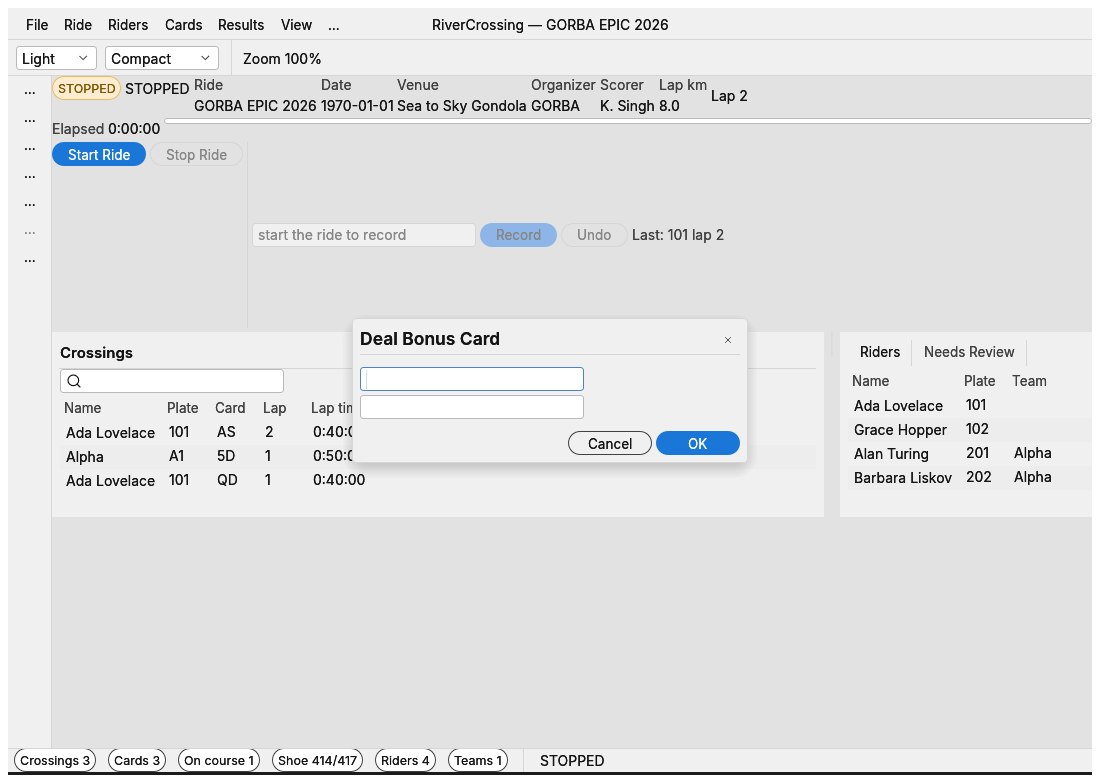 File Ride Riders Cards Results View ... RiverCrossing — GORBA EPIC 2026
Light Compact Zoom 100%
... STOPPED STOPPED Ride Date Venue Organizer Scorer Lap km Lap 2
GORBA EPIC 2026 1970-01-01 Sea to Sky Gondola GORBA K. Singh 8.0
...
Elapsed 0:00:00
... Start Ride Stop Ride
...
...
... start the ride to record Record Undo Last: 101 lap 2
...
Deal Bonus Card ×
Cancel OK
Crossings
Name Plate Card Lap Lap tim
Ada Lovelace 101 AS 2 0:40:0
Alpha A1 5D 1 0:50:0
Ada Lovelace 101 QD 1 0:40:00
Riders Needs Review
Name Plate Team
Ada Lovelace 101
Grace Hopper 102
Alan Turing 201 Alpha
Barbara Liskov 202 Alpha
Crossings 3 Cards 3 On course 1 Shoe 414/417 Riders 4 Teams 1 STOPPED